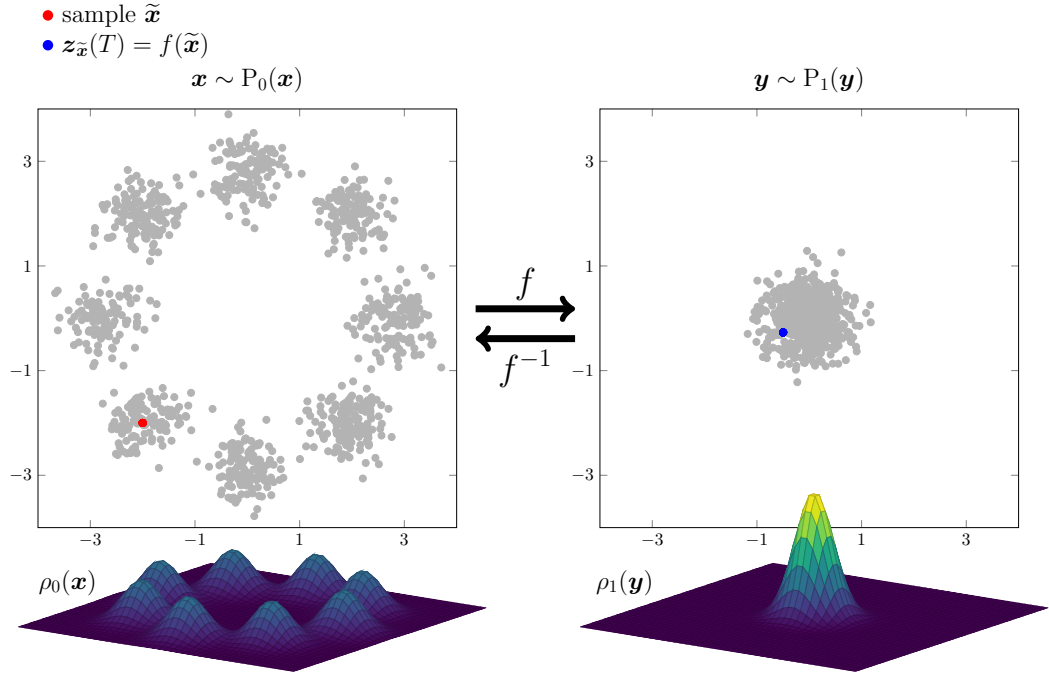 sample x̃
z_x̃(T) = f(x̃)
x ∼ P₀(x)
y ∼ P₁(y)
3
1
−1
−3
−3 −1 1 3
f
f⁻¹
3
1
−1
−3
−3 −1 1 3
ρ₀(x)
ρ₁(y)